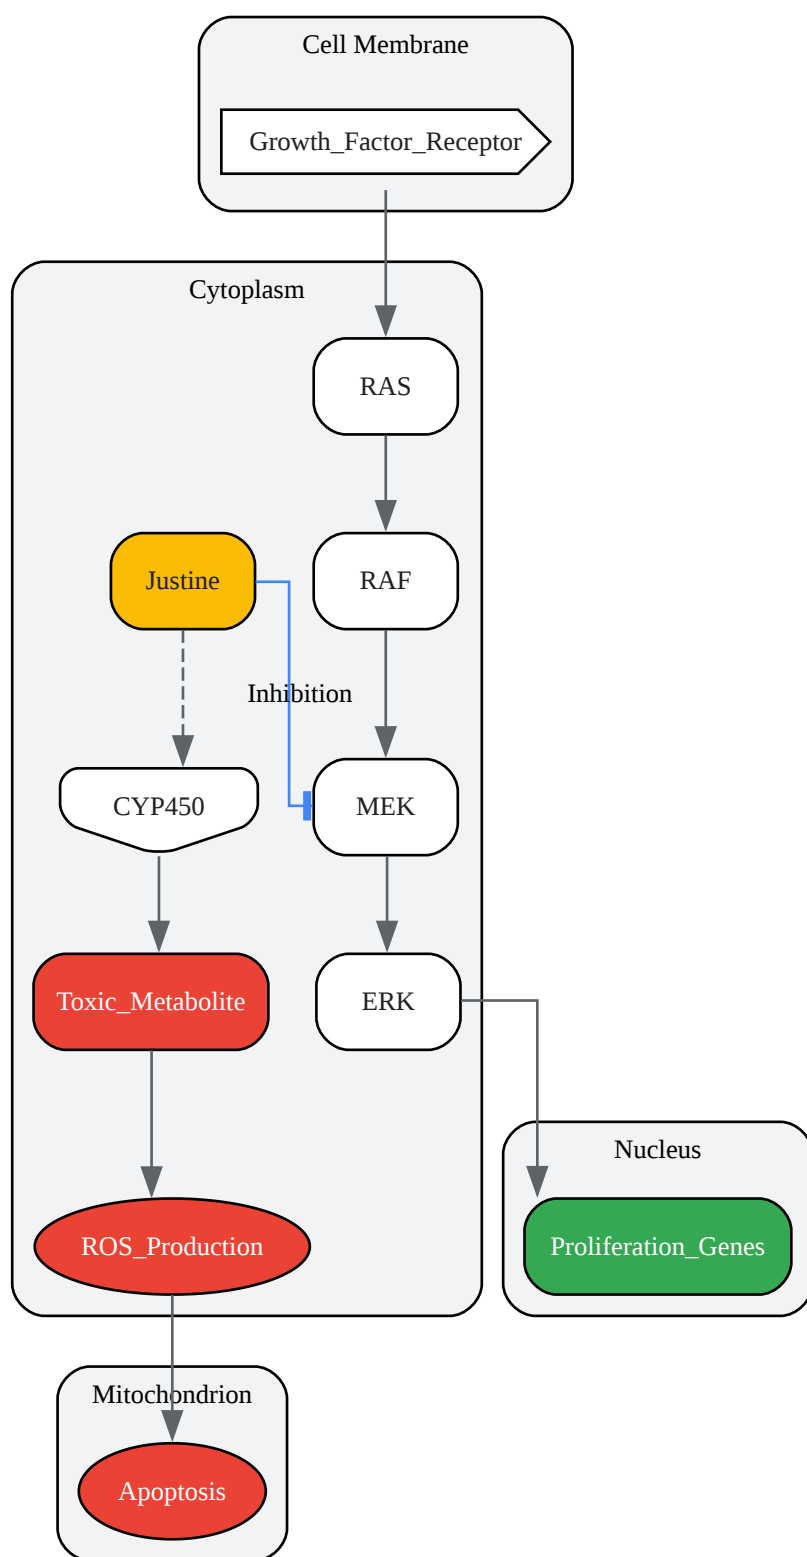 Cell Membrane
Growth_Factor_Receptor
Cytoplasm
RAS
Justine
RAF
Inhibition
CYP450
MEK
Toxic_Metabolite
ERK
Nucleus
ROS_Production
Proliferation_Genes
Mitochondrion
Apoptosis